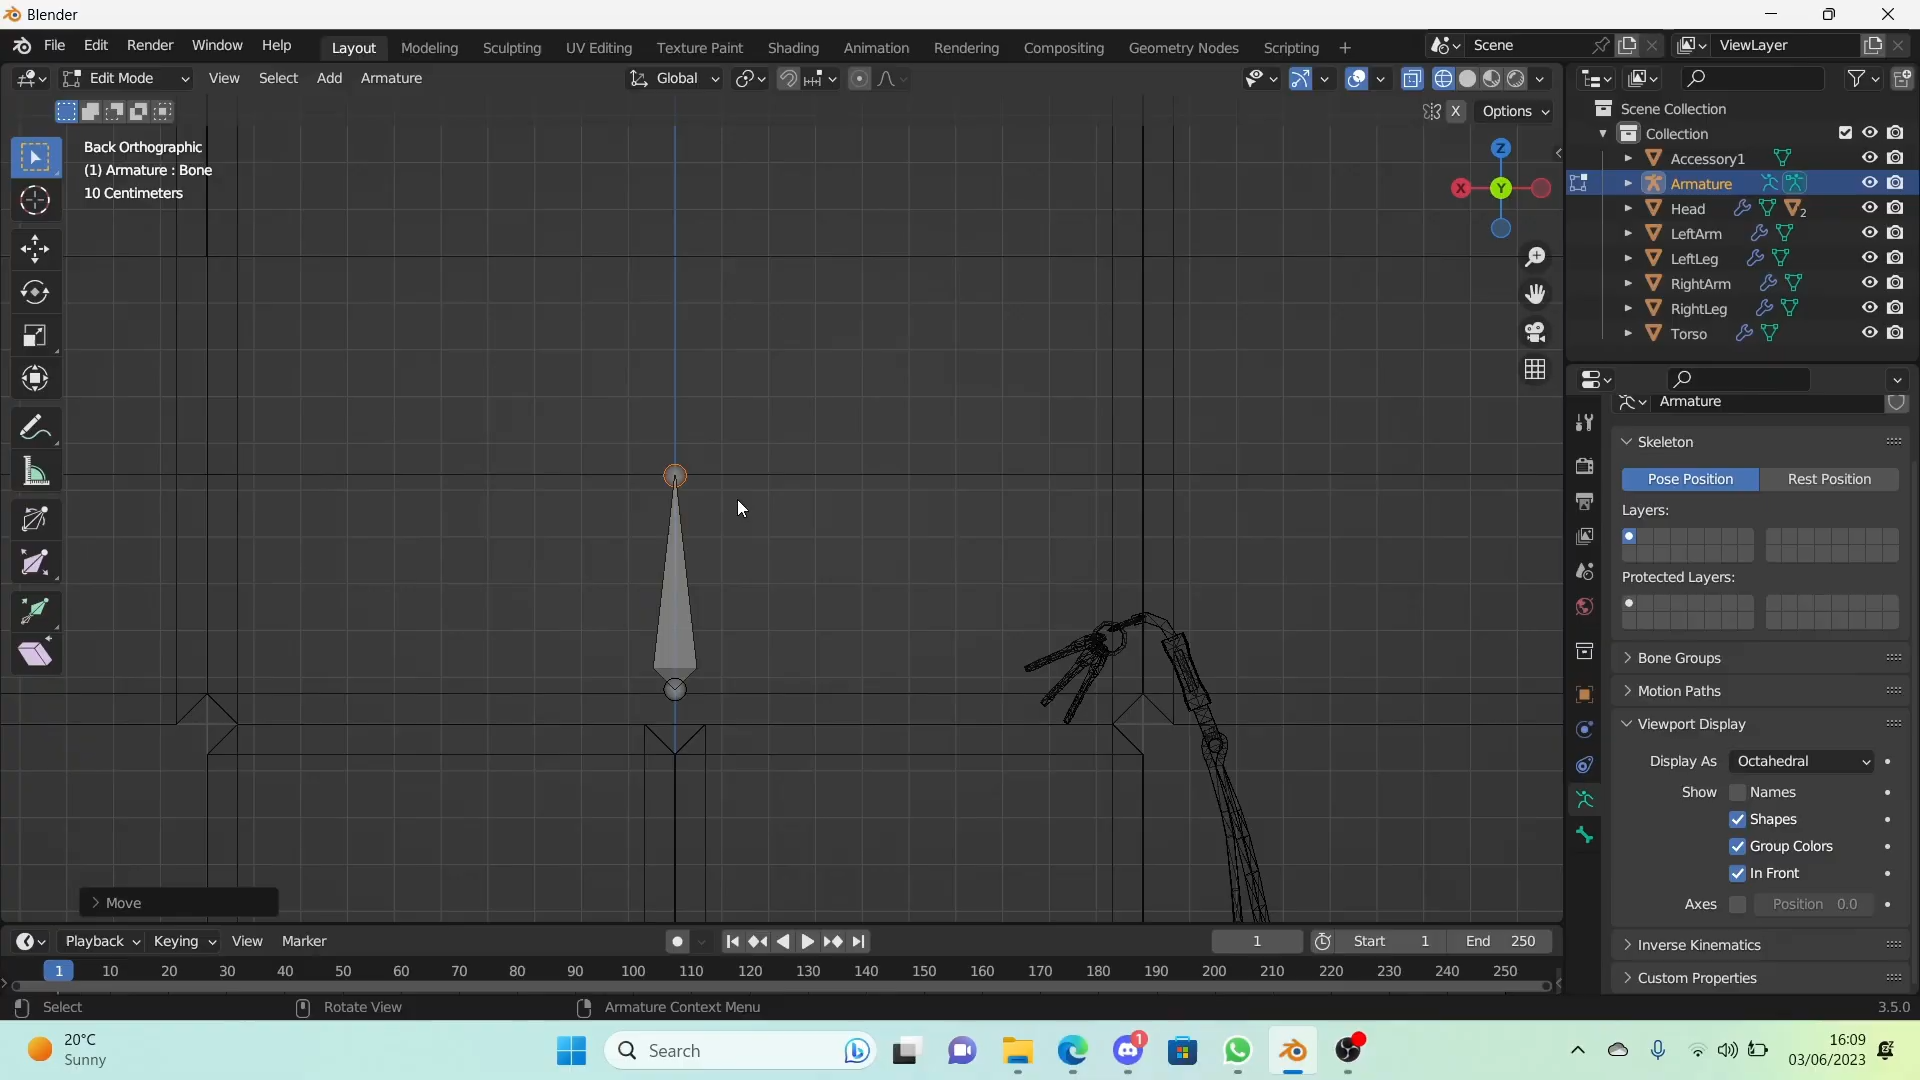 Blender
File Edit Render Window Help
Layout Modeling Sculpting UV Editing Texture Paint Shading Animation Rendering Compositing Geometry Nodes Scripting +
Scene
ViewLayer
Edit Mode View Select Add Armature
Global
X Options
Back Orthographic
(1) Armature : Bone
10 Centimeters
Z
X
Y
Scene Collection
Collection
Accessory1
Armature
Head 2
LeftArm
LeftLeg
RightArm
RightLeg
Torso
Armature
Skeleton
Pose Position Rest Position
Layers:
Protected Layers:
Bone Groups
Motion Paths
Viewport Display
Display As Octahedral
Show Names
Shapes
Group Colors
In Front
Axes Position 0.0
Inverse Kinematics
Custom Properties
Move
Playback Keying View Marker
1 Start 1 End 250
1 10 20 30 40 50 60 70 80 90 100 110 120 130 140 150 160 170 180 190 200 210 220 230 240 250
Select Rotate View Armature Context Menu 3.5.0
20°C
Sunny
Search
1
16:09
03/06/2023